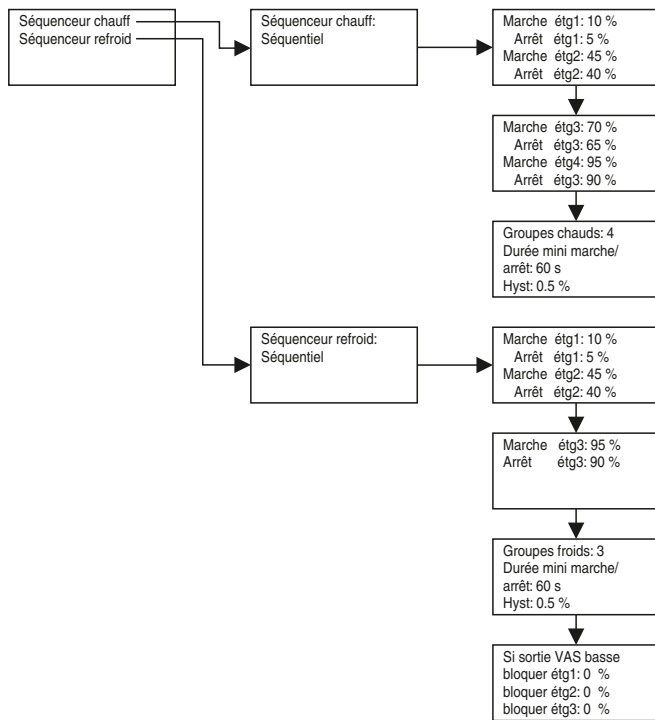 Séquenceur chauff
Séquenceur refroid
Séquenceur chauff:
Séquentiel
Marche étg1: 10 %
Arrêt étg1: 5 %
Marche étg2: 45 %
Arrêt étg2: 40 %
Marche étg3: 70 %
Arrêt étg3: 65 %
Marche étg4: 95 %
Arrêt étg3: 90 %
Groupes chauds: 4
Durée mini marche/
arrêt: 60 s
Hyst: 0.5 %
Séquenceur refroid:
Séquentiel
Marche étg1: 10 %
Arrêt étg1: 5 %
Marche étg2: 45 %
Arrêt étg2: 40 %
Marche étg3: 95 %
Arrêt étg3: 90 %
Groupes froids: 3
Durée mini marche/
arrêt: 60 s
Hyst: 0.5 %
Si sortie VAS basse
bloquer étg1: 0 %
bloquer étg2: 0 %
bloquer étg3: 0 %